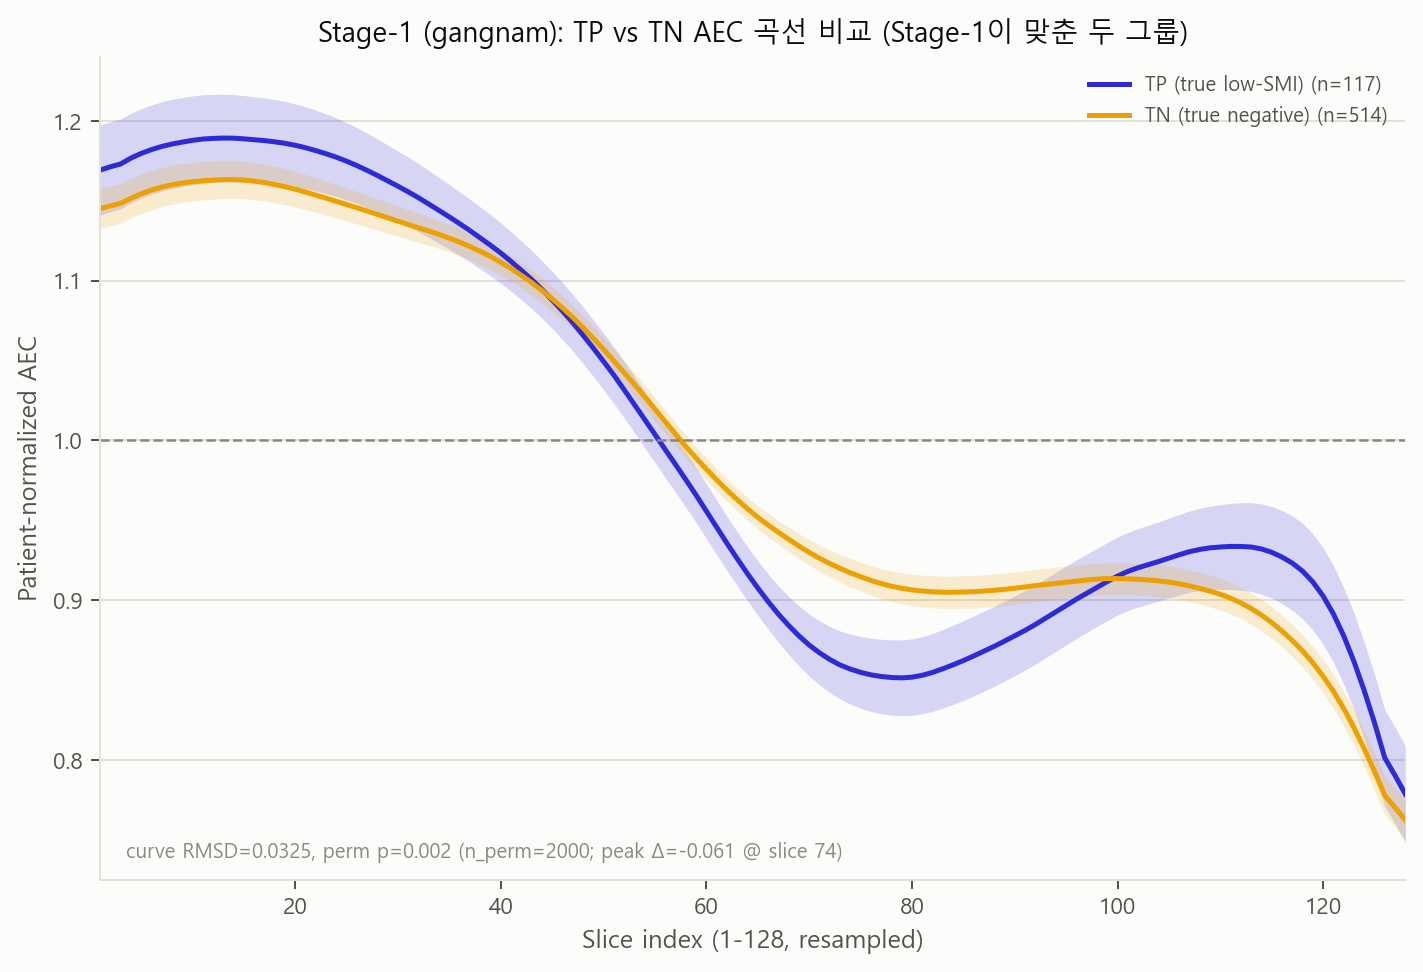 Stage-1 (gangnam): TP vs TN AEC 곡선 비교 (Stage-1이 맞춘 두 그룹)
TP (true low-SMI) (n=117)
TN (true negative) (n=514)
Patient-normalized AEC
1.2
1.1
1.0
0.9
0.8
curve RMSD=0.0325, perm p=0.002 (n_perm=2000; peak Δ=-0.061 @ slice 74)
20
40
60
80
100
120
Slice index (1-128, resampled)